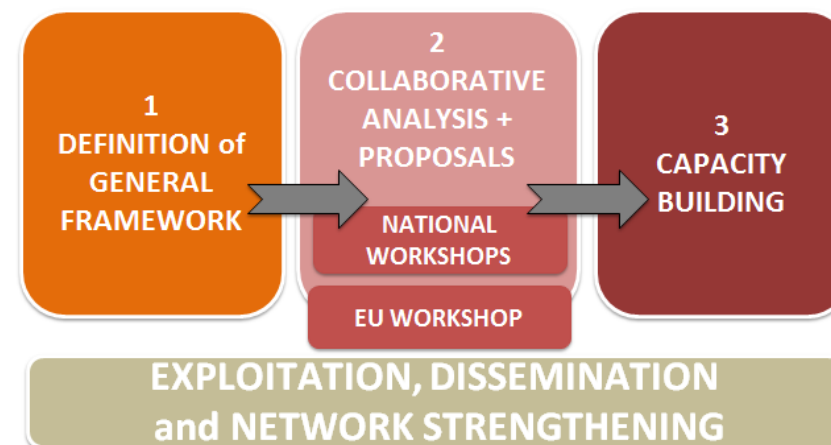 1
DEFINITION of
GENERAL
FRAMEWORK
2
COLLABORATIVE
ANALYSIS +
PROPOSALS
NATIONAL
WORKSHOPS
EU WORKSHOP
3
CAPACITY
BUILDING
EXPLOITATION, DISSEMINATION
and NETWORK STRENGTHENING